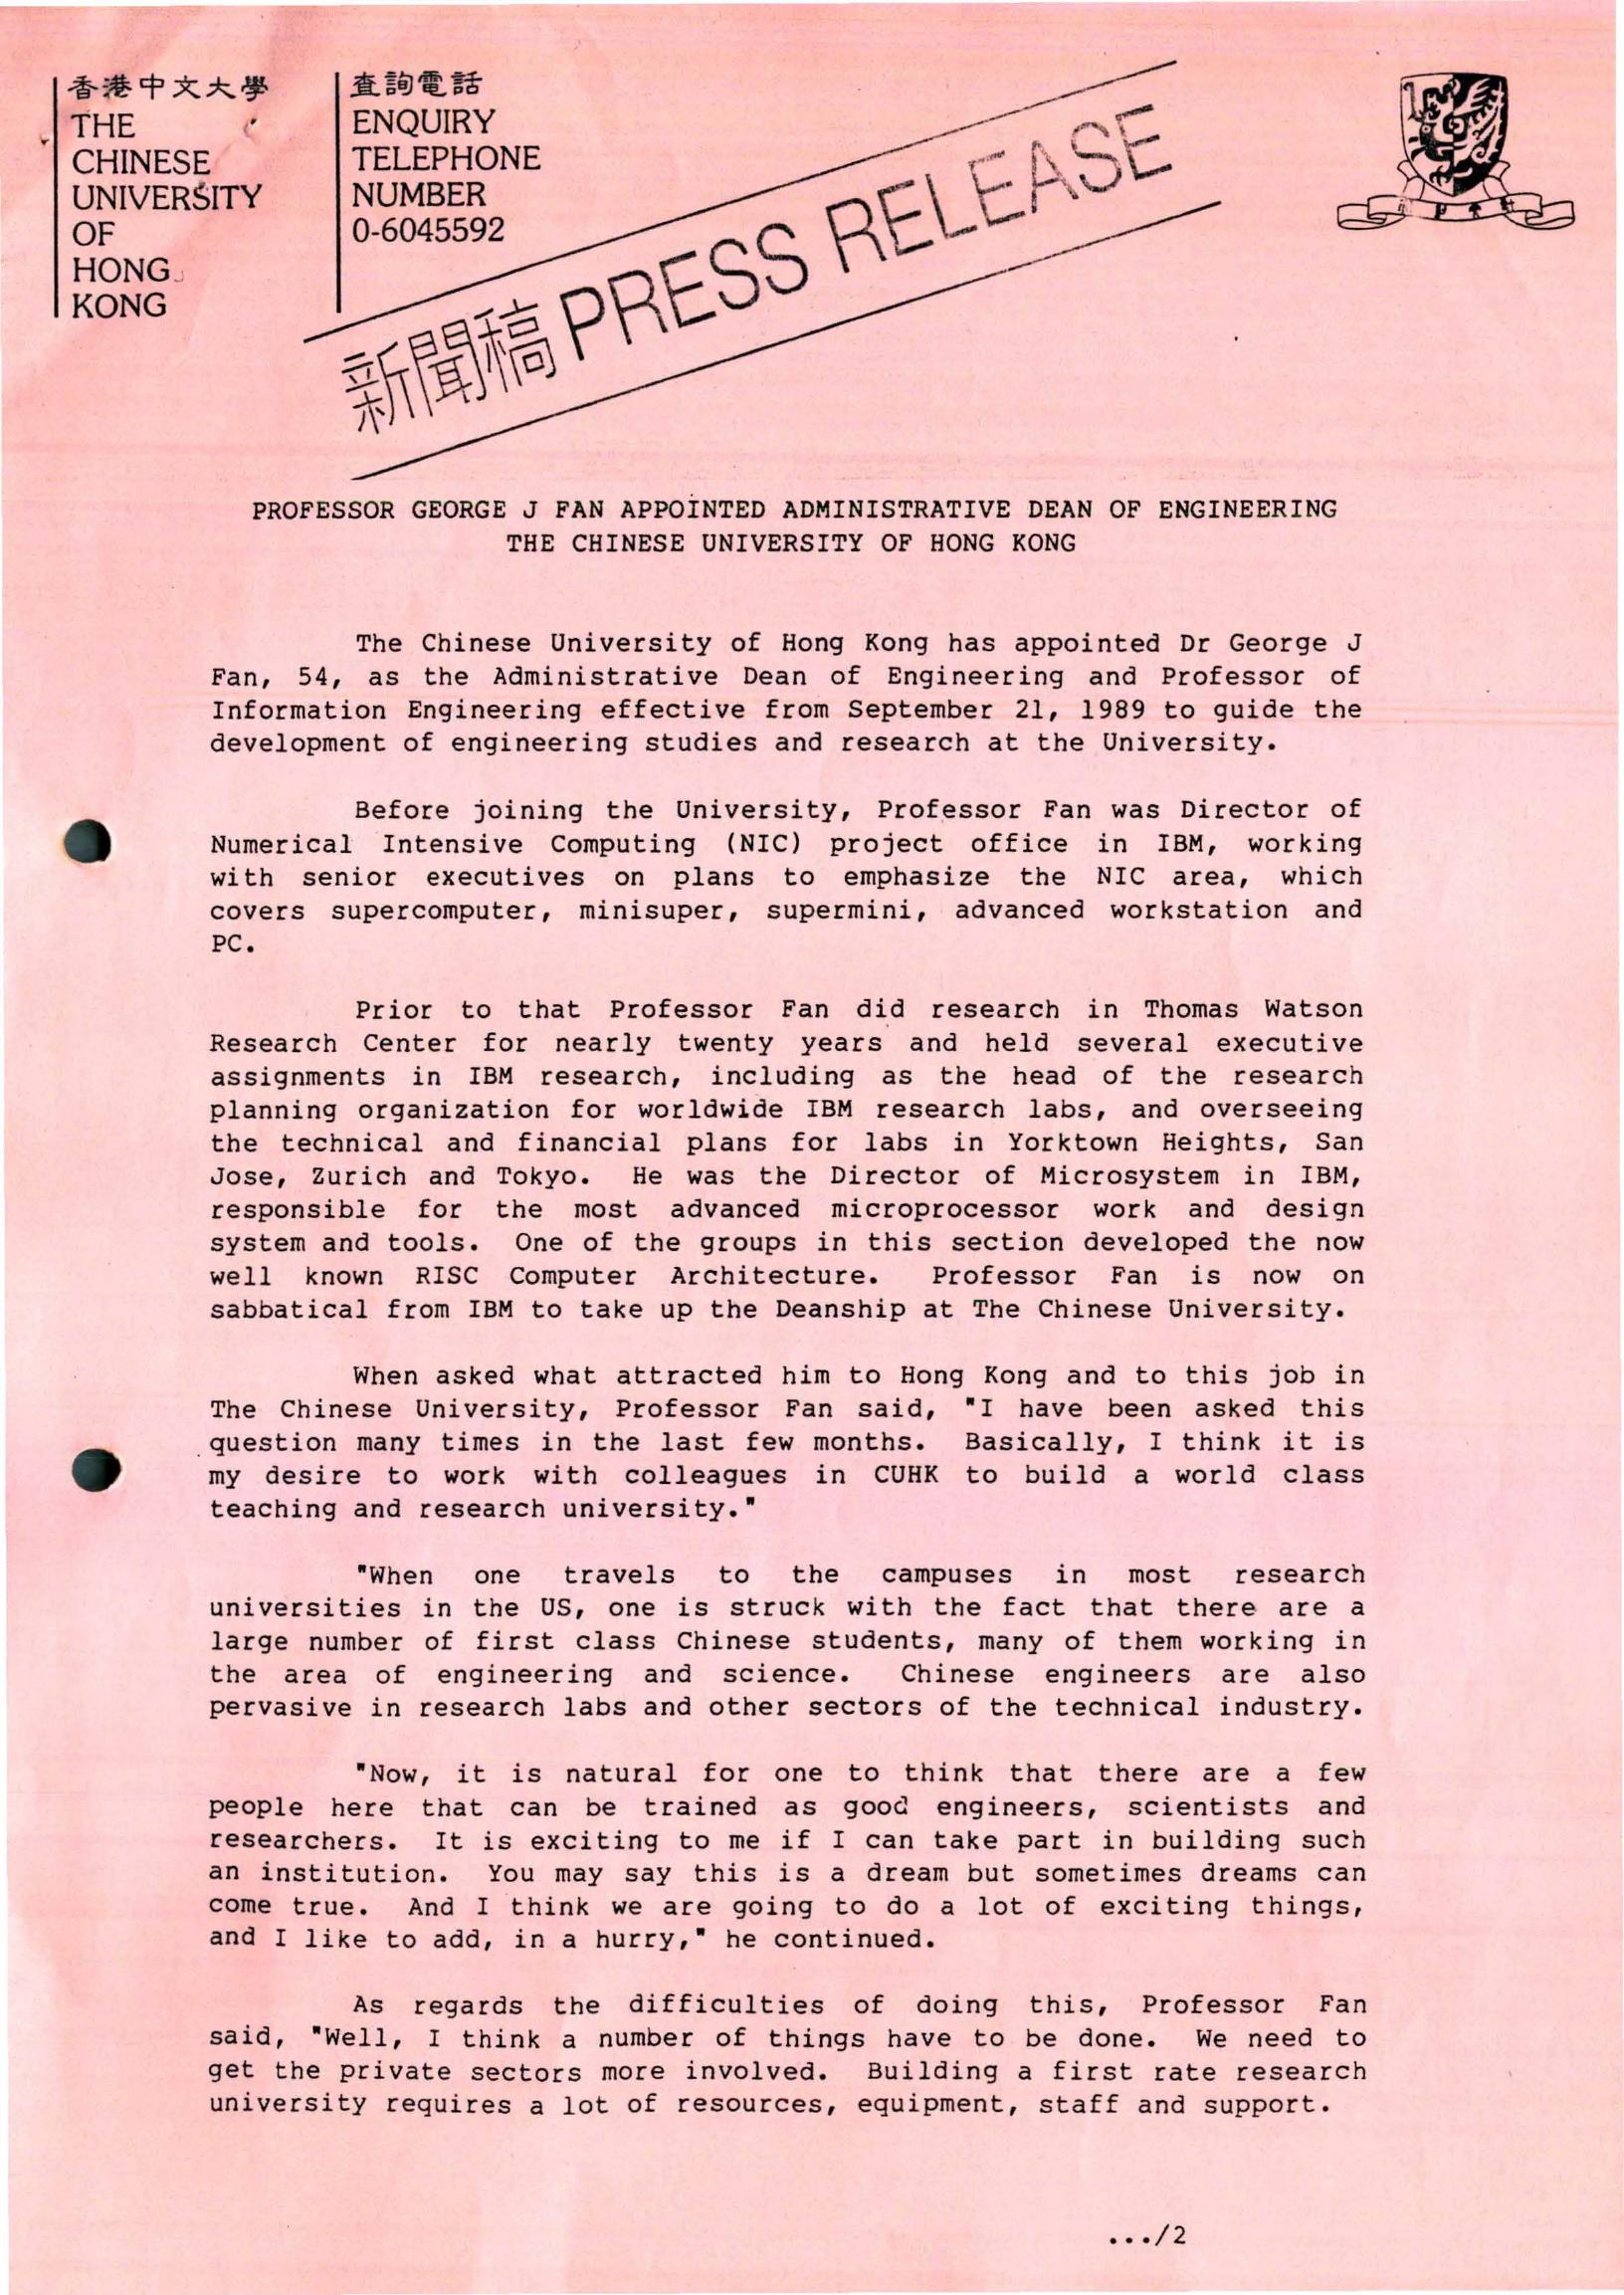 香港中文大學
THE
CHINESE
UNIVERSITY
OF
HONG
KONG
查詢電話
ENQUIRY
TELEPHONE
NUMBER
0-6045592
新聞稿 PRESS RELEASE
PROFESSOR GEORGE J FAN APPOINTED ADMINISTRATIVE DEAN OF ENGINEERING
THE CHINESE UNIVERSITY OF HONG KONG
The Chinese University of Hong Kong has appointed Dr George J
Fan, 54, as the Administrative Dean of Engineering and Professor of
Information Engineering effective from September 21, 1989 to guide the
development of engineering studies and research at the University.
Before joining the University, Professor Fan was Director of
Numerical Intensive Computing (NIC) project office in IBM, working
with senior executives on plans to emphasize the NIC area, which
covers supercomputer, minisuper, supermini, advanced workstation and
PC.
Prior to that Professor Fan did research in Thomas Watson
Research Center for nearly twenty years and held several executive
assignments in IBM research, including as the head of the research
planning organization for worldwide IBM research labs, and overseeing
the technical and financial plans for labs in Yorktown Heights, San
Jose, Zurich and Tokyo. He was the Director of Microsystem in IBM,
responsible for the most advanced microprocessor work and design
system and tools. One of the groups in this section developed the now
well known RISC Computer Architecture. Professor Fan is now on
sabbatical from IBM to take up the Deanship at The Chinese University.
When asked what attracted him to Hong Kong and to this job in
The Chinese University, Professor Fan said, "I have been asked this
question many times in the last few months. Basically, I think it is
my desire to work with colleagues in CUHK to build a world class
teaching and research university."
"When one travels to the campuses in most research
universities in the US, one is struck with the fact that there are a
large number of first class Chinese students, many of them working in
the area of engineering and science. Chinese engineers are also
pervasive in research labs and other sectors of the technical industry.
"Now, it is natural for one to think that there are a few
people here that can be trained as good engineers, scientists and
researchers. It is exciting to me if I can take part in building such
an institution. You may say this is a dream but sometimes dreams can
come true. And I think we are going to do a lot of exciting things,
and I like to add, in a hurry," he continued.
As regards the difficulties of doing this, Professor Fan
said, "Well, I think a number of things have to be done. We need to
get the private sectors more involved. Building a first rate research
university requires a lot of resources, equipment, staff and support.
.../2